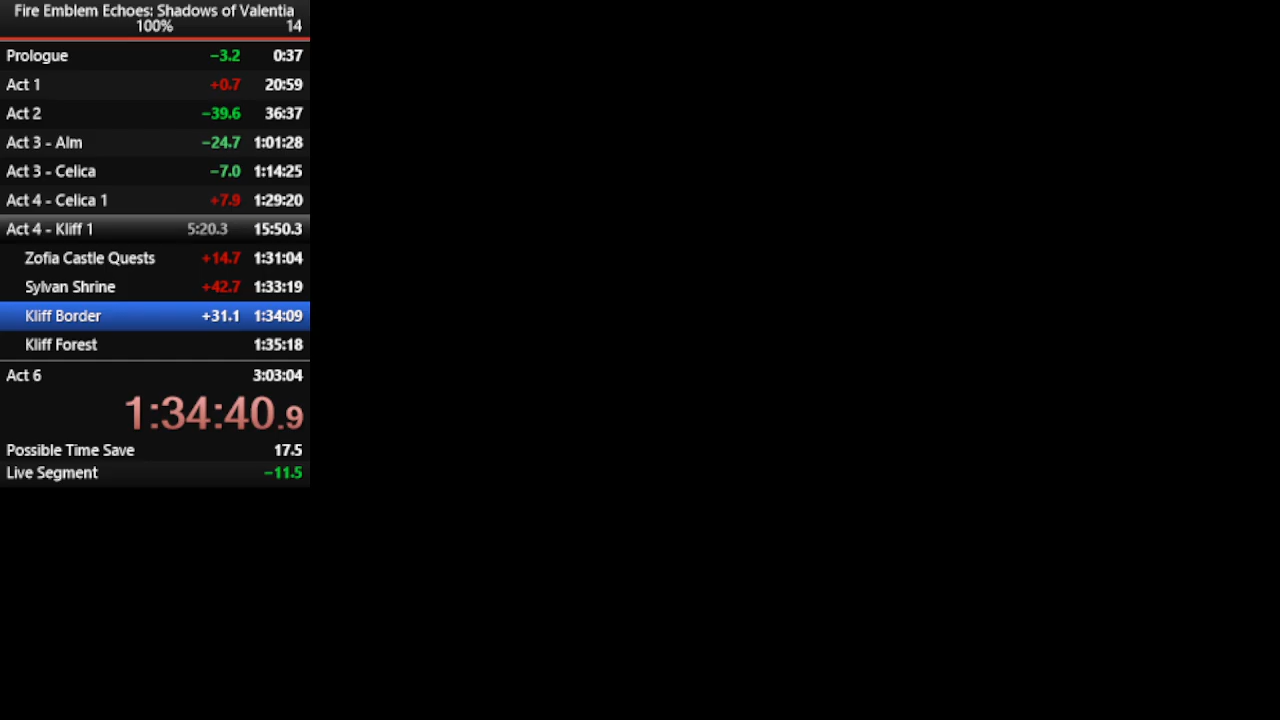 Fire Emblem Echoes: Shadows of Valentia
100% 14
Prologue −3.2 0:37
Act 1 +0.7 20:59
Act 2 −39.6 36:37
Act 3 - Alm −24.7 1:01:28
Act 3 - Celica −7.0 1:14:25
Act 4 - Celica 1 +7.9 1:29:20
Act 4 - Kliff 1 5:20.3 15:50.3
Zofia Castle Quests +14.7 1:31:04
Sylvan Shrine +42.7 1:33:19
Kliff Border +31.1 1:34:09
Kliff Forest 1:35:18
Act 6 3:03:04
1:34:40.9
Possible Time Save 17.5
Live Segment −11.5